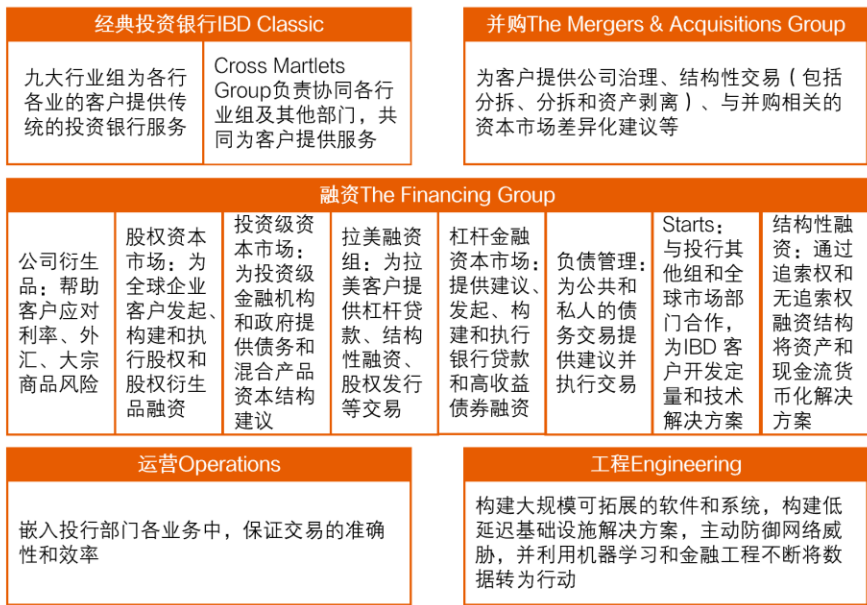 经典投资银行IBD Classic
九大行业组为各行
各业的客户提供传
统的投资银行服务
Cross Martlets
Group负责协同各行
业组及其他部门，共
同为客户提供服务
并购The Mergers & Acquisitions Group
为客户提供公司治理、结构性交易（包括
分拆、分拆和资产剥离）、与并购相关的
资本市场差异化建议等
融资The Financing Group
公司衍生
品：帮助
客户应对
利率、外
汇、大宗
商品风险
股权资本
市场：为
全球企业
客户发起、
构建和执
行股权和
股权衍生
品融资
投资级资
本市场：
为投资级
金融机构
和政府提
供债务和
混合产品
资本结构
建议
拉美融资
组：为拉
美客户提
供杠杆贷
款、结构
性融资、
股权发行
等交易
杠杆金融
资本市场：
提供建议、
发起、构
建和执行
银行贷款
和高收益
债券融资
负债管理：
为公共和
私人的债
务交易提
供建议并
执行交易
Starts：
与投行其
他组和全
球市场部
门合作，
为IBD 客
户开发定
量和技术
解决方案
结构性融
资：通过
追索权和
无追索权
融资结构
将资产和
现金流货
币化解决
方案
运营Operations
嵌入投行部门各业务中，保证交易的准确
性和效率
工程Engineering
构建大规模可拓展的软件和系统，构建低
延迟基础设施解决方案，主动防御网络威
胁，并利用机器学习和金融工程不断将数
据转为行动